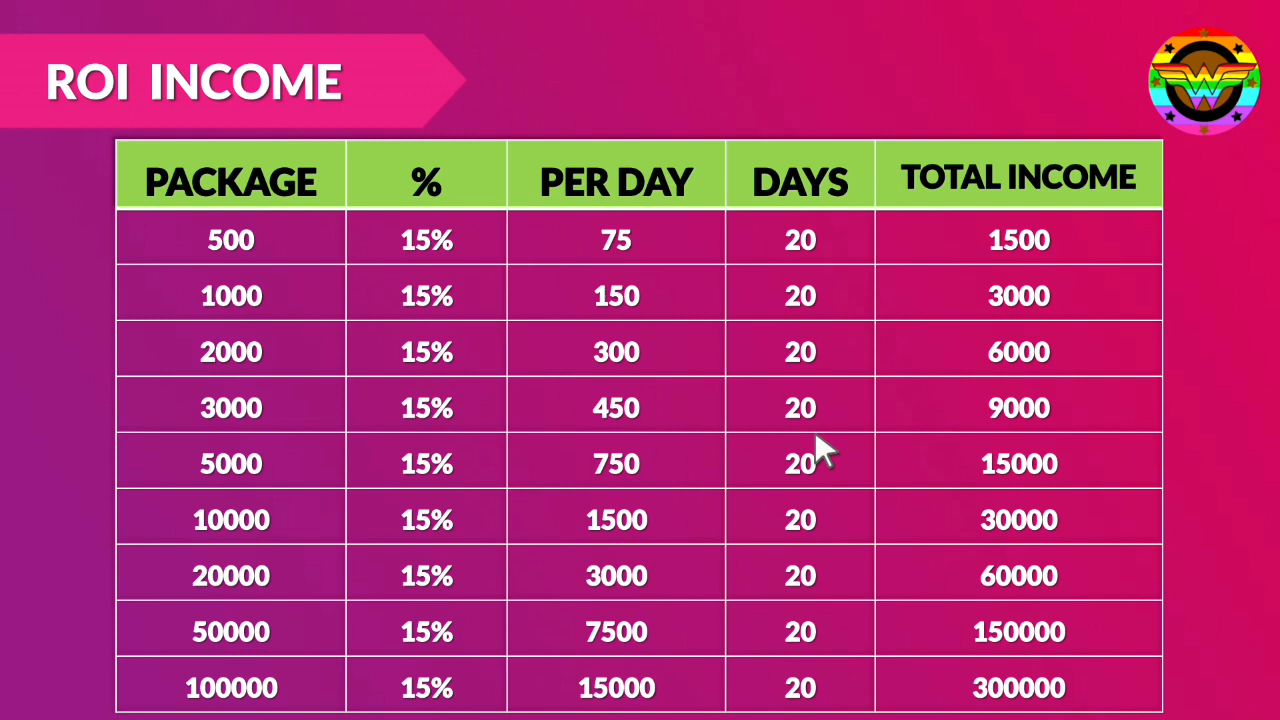 ROI INCOME
PACKAGE % PER DAY DAYS TOTAL INCOME
500 15% 75 20 1500
1000 15% 150 20 3000
2000 15% 300 20 6000
3000 15% 450 20 9000
5000 15% 750 20 15000
10000 15% 1500 20 30000
20000 15% 3000 20 60000
50000 15% 7500 20 150000
100000 15% 15000 20 300000